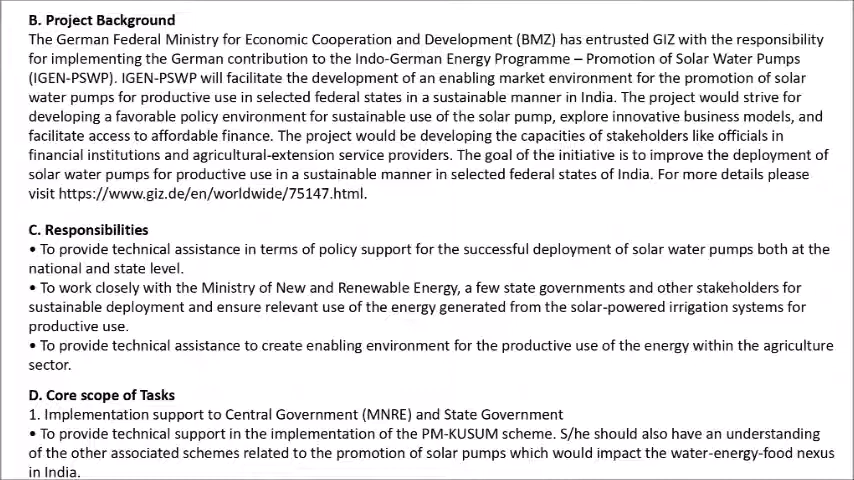 B. Project Background
The German Federal Ministry for Economic Cooperation and Development (BMZ) has entrusted GIZ with the responsibility
for implementing the German contribution to the Indo-German Energy Programme – Promotion of Solar Water Pumps
(IGEN-PSWP). IGEN-PSWP will facilitate the development of an enabling market environment for the promotion of solar
water pumps for productive use in selected federal states in a sustainable manner in India. The project would strive for
developing a favorable policy environment for sustainable use of the solar pump, explore innovative business models, and
facilitate access to affordable finance. The project would be developing the capacities of stakeholders like officials in
financial institutions and agricultural-extension service providers. The goal of the initiative is to improve the deployment of
solar water pumps for productive use in a sustainable manner in selected federal states of India. For more details please
visit https://www.giz.de/en/worldwide/75147.html.
C. Responsibilities
• To provide technical assistance in terms of policy support for the successful deployment of solar water pumps both at the
national and state level.
• To work closely with the Ministry of New and Renewable Energy, a few state governments and other stakeholders for
sustainable deployment and ensure relevant use of the energy generated from the solar-powered irrigation systems for
productive use.
• To provide technical assistance to create enabling environment for the productive use of the energy within the agriculture
sector.
D. Core scope of Tasks
1. Implementation support to Central Government (MNRE) and State Government
• To provide technical support in the implementation of the PM-KUSUM scheme. S/he should also have an understanding
of the other associated schemes related to the promotion of solar pumps which would impact the water-energy-food nexus
in India.